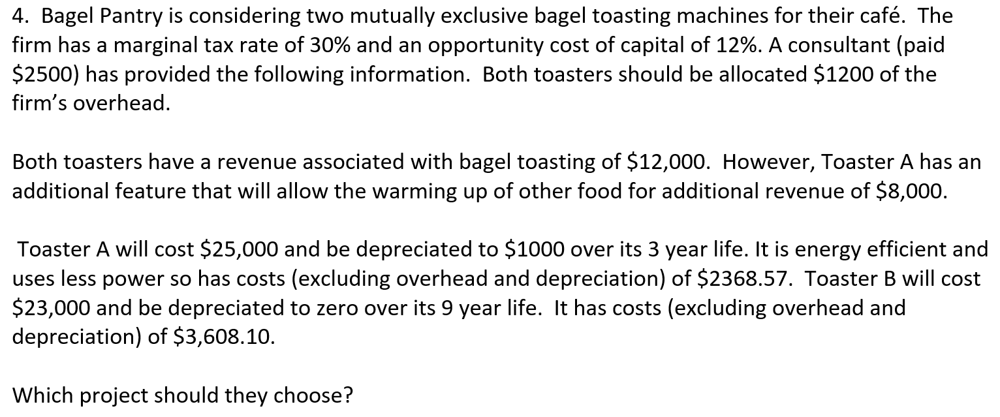 4.  Bagel Pantry is considering two mutually exclusive bagel toasting machines for their café.  The
firm has a marginal tax rate of 30% and an opportunity cost of capital of 12%. A consultant (paid
$2500) has provided the following information.  Both toasters should be allocated $1200 of the
firm’s overhead.
Both toasters have a revenue associated with bagel toasting of $12,000.  However, Toaster A has an
additional feature that will allow the warming up of other food for additional revenue of $8,000.
Toaster A will cost $25,000 and be depreciated to $1000 over its 3 year life. It is energy efficient and
uses less power so has costs (excluding overhead and depreciation) of $2368.57.  Toaster B will cost
$23,000 and be depreciated to zero over its 9 year life.  It has costs (excluding overhead and
depreciation) of $3,608.10.
Which project should they choose?